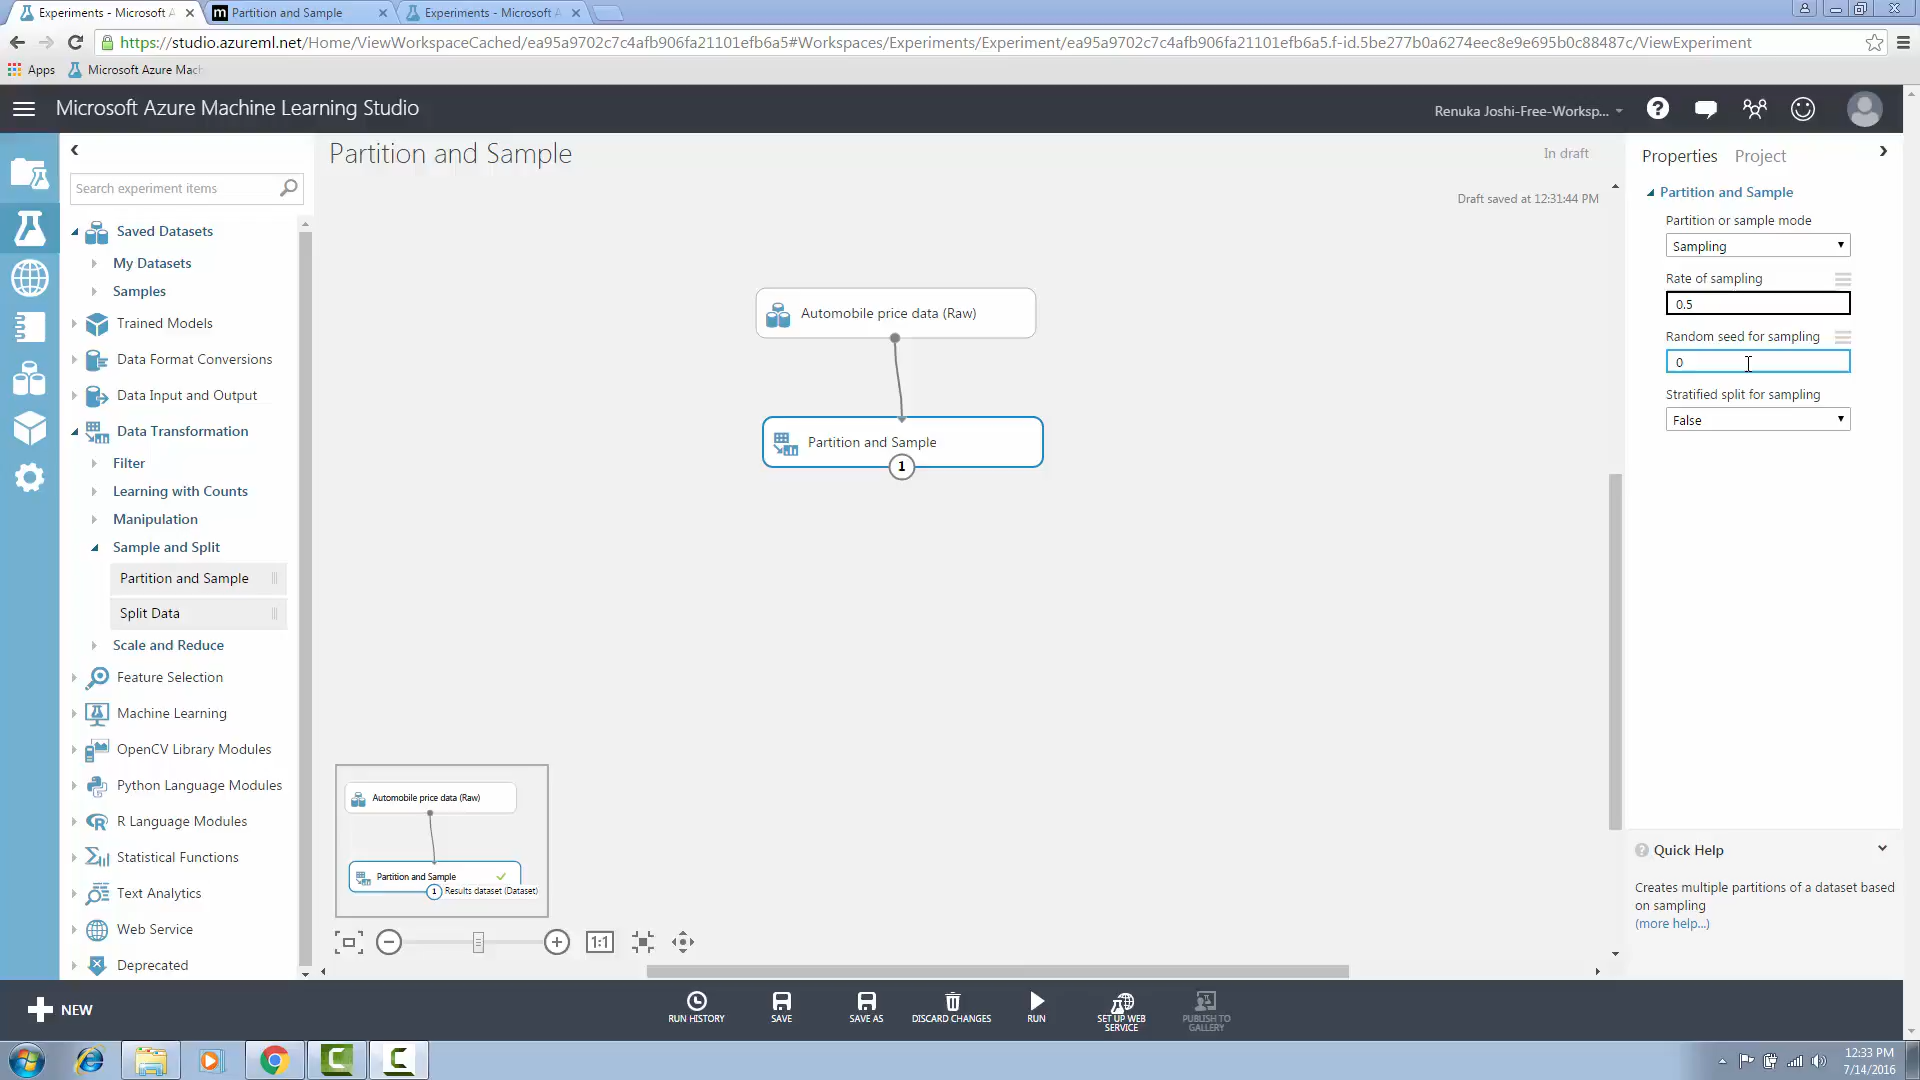 Experiments - Microsoft A
Partition and Sample
Experiments - Microsoft A
https://studio.azureml.net/Home/ViewWorkspaceCached/ea95a9702c7c4afb906fa21101efb6a5#Workspaces/Experiments/Experiment/ea95a9702c7c4afb906fa21101efb6a5.f-id.5be277b0a6274eec8e9e695b0c88487c/ViewExperiment
Apps
Microsoft Azure Mach
Microsoft Azure Machine Learning Studio
Renuka Joshi-Free-Worksp...
Search experiment items
Saved Datasets
My Datasets
Samples
Trained Models
Data Format Conversions
Data Input and Output
Data Transformation
Filter
Learning with Counts
Manipulation
Sample and Split
Partition and Sample
Split Data
Scale and Reduce
Feature Selection
Machine Learning
OpenCV Library Modules
Python Language Modules
R Language Modules
Statistical Functions
Text Analytics
Web Service
Deprecated
Partition and Sample
In draft
Draft saved at 12:31:44 PM
Automobile price data (Raw)
Partition and Sample
1
Automobile price data (Raw)
Partition and Sample
1 Results dataset (Dataset)
1:1
Properties Project
Partition and Sample
Partition or sample mode
Sampling
Rate of sampling
0.5
Random seed for sampling
0
Stratified split for sampling
False
Quick Help
Creates multiple partitions of a dataset based
on sampling
(more help...)
NEW
RUN HISTORY
SAVE
SAVE AS
DISCARD CHANGES
RUN
SET UP WEB
SERVICE
PUBLISH TO
GALLERY
12:33 PM
7/14/2016